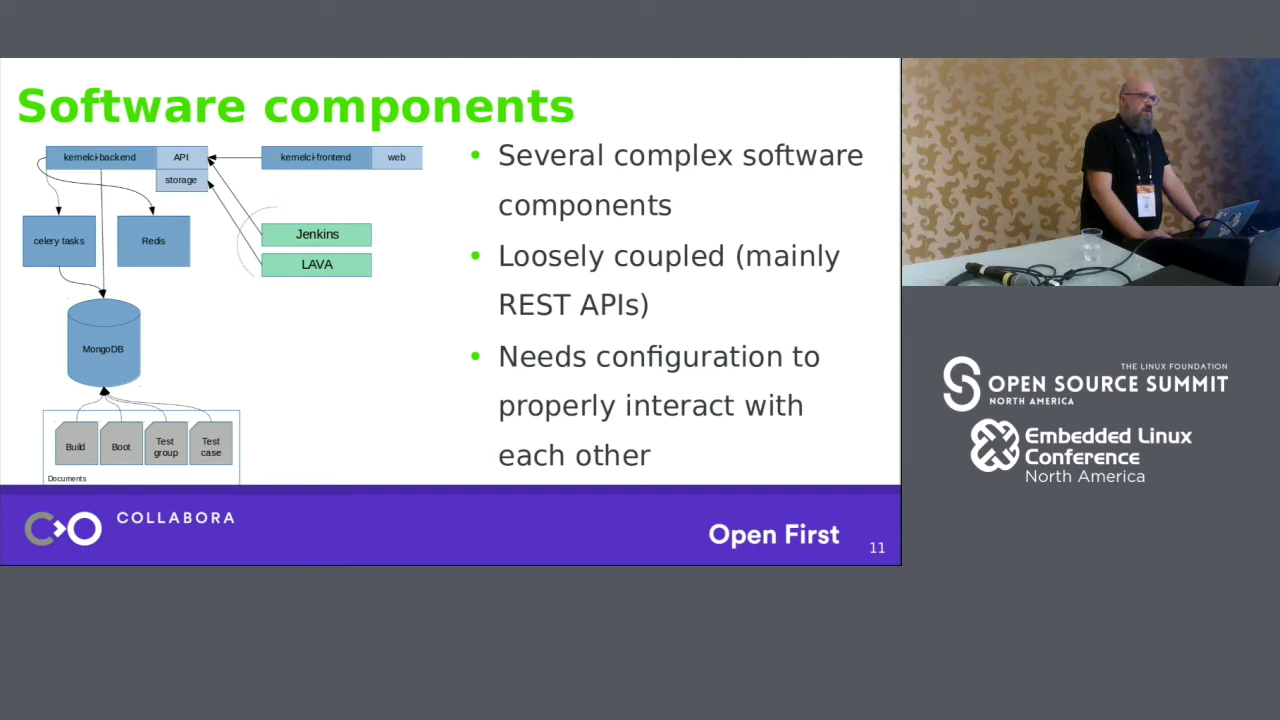 Software components
kernelci-backend
API
kernelci-frontend
web
storage
celery tasks
Redis
Jenkins
LAVA
MongoDB
Build
Boot
Test
group
Test
case
Documents
• Several complex software
components
• Loosely coupled (mainly
REST APIs)
• Needs configuration to
properly interact with
each other
COLLABORA
Open First
11
THE LINUX FOUNDATION
OPEN SOURCE SUMMIT
NORTH AMERICA
Embedded Linux
Conference
North America